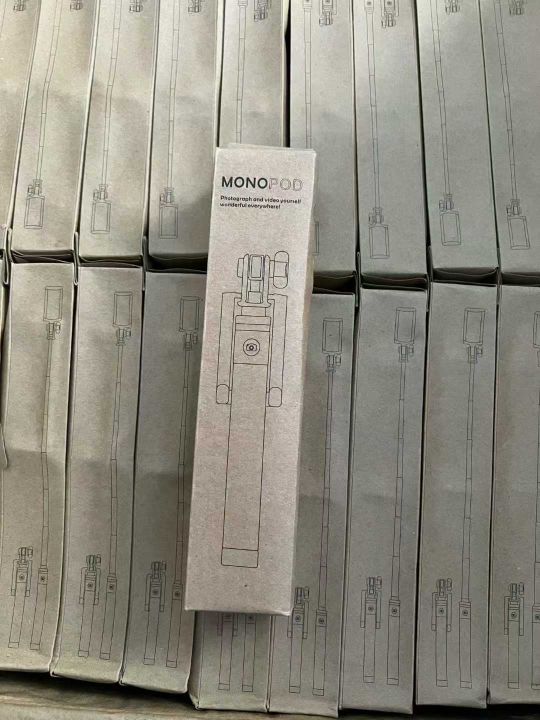 MONOPOD
Photograph and video yourself
wonderful everywhere!